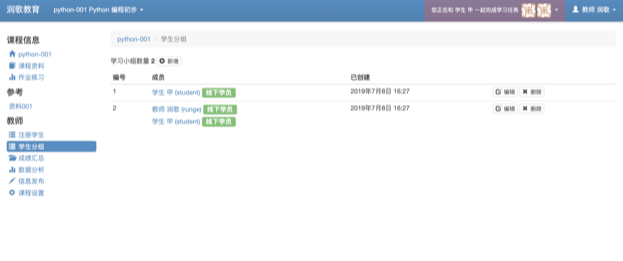 润歌教育 python-001 Python 编程初步 您正在和 学生 甲 一起完成学习任务 教师 润歌
课程信息
python-001
课程资料
作业练习
参考
资料001
教师
注册学生
学生分组
成绩汇总
数据分析
信息发布
课程设置
python-001 / 学生分组
学习小组数量 2 新增
编号 成员 已创建
1 学生 甲 (student) 线下学员 2019年7月8日 16:27 编辑 删除
2 教师 润歌 (runge) 线下学员 2019年7月8日 16:27 编辑 删除
学生 甲 (student) 线下学员